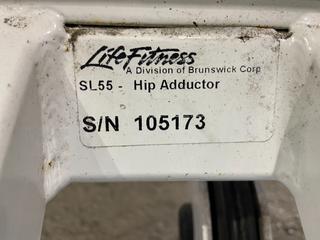 LifeFitness
A Division of Brunswick Corp
SL55 - Hip Adductor
S/N 105173